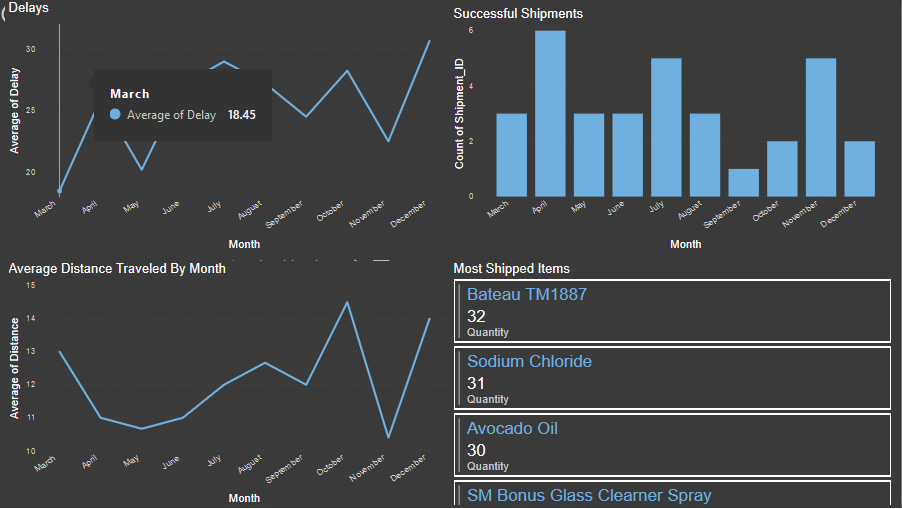 Delays
30
25
20
Average of Delay
March
Average of Delay 18.45
March
April
May
June
July
August
September
October
November
December
Month
Successful Shipments
6
4
2
0
Count of Shipment_ID
March
April
May
June
July
August
September
October
November
December
Month
Average Distance Traveled By Month
15
14
13
12
11
10
Average of Distance
March
April
May
June
July
August
September
October
November
December
Month
Most Shipped Items
Bateau TM1887
32
Quantity
Sodium Chloride
31
Quantity
Avocado Oil
30
Quantity
SM Bonus Glass Clearner Spray